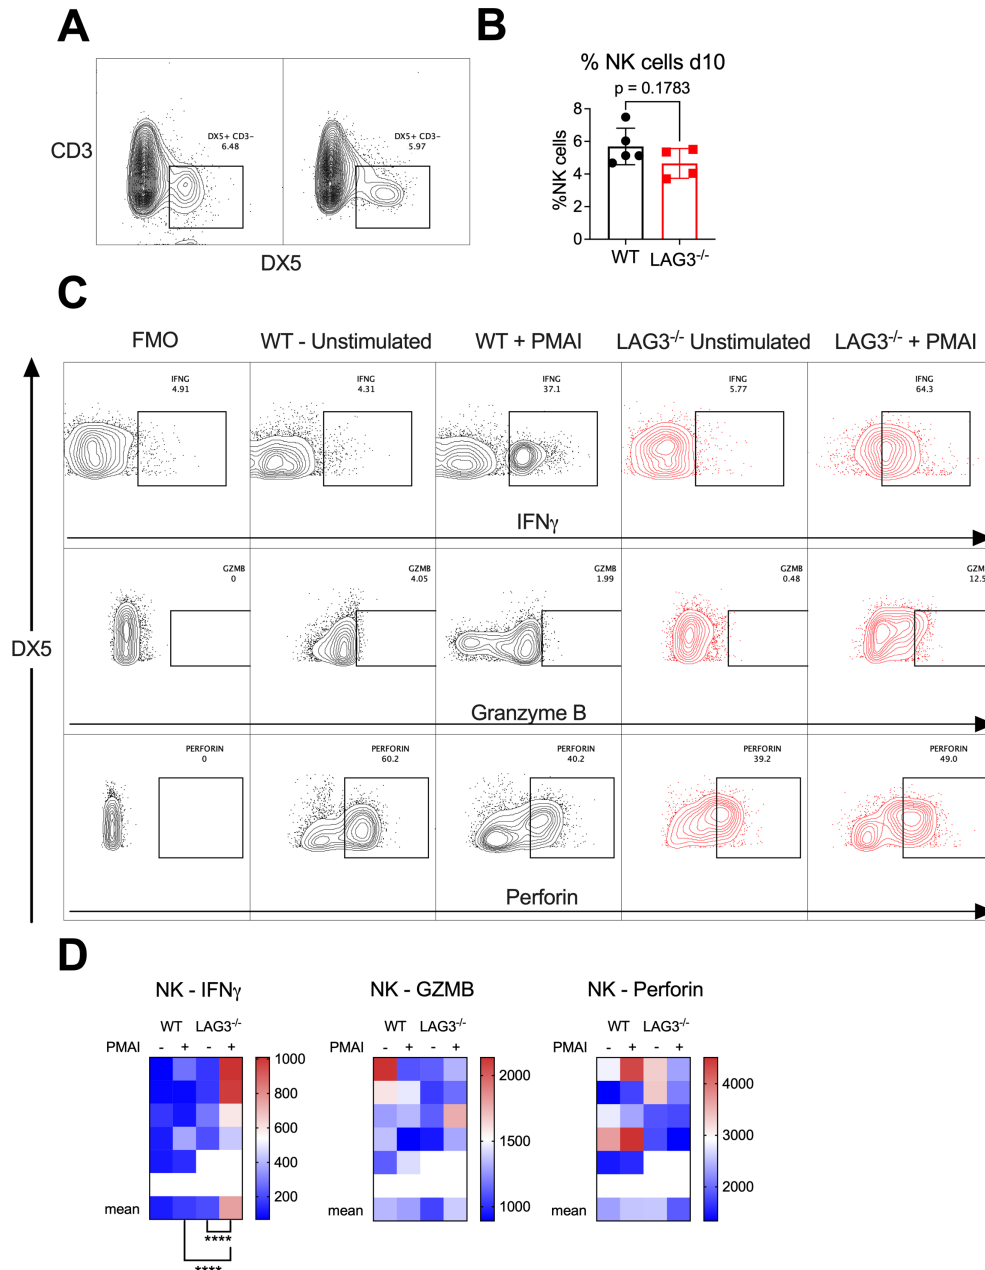 A
CD3
DX5+ CD3-
6.48
DX5+ CD3-
5.97
DX5
B
% NK cells d10
p = 0.1783
%NK cells
8
6
4
2
0
WT
LAG3-/-
C
FMO
WT - Unstimulated
WT + PMAI
LAG3-/- Unstimulated
LAG3-/- + PMAI
IFNG
4.91
IFNG
4.31
IFNG
37.1
IFNG
5.77
IFNG
64.3
IFNγ
GZMB
0
GZMB
4.05
GZMB
1.99
GZMB
0.48
GZM
12.5
DX5
Granzyme B
PERFORIN
0
PERFORIN
60.2
PERFORIN
40.2
PERFORIN
39.2
PERFORIN
49.0
Perforin
D
NK - IFNγ
WT LAG3-/-
PMAI - + - +
1000
800
600
400
200
mean
****
****
NK - GZMB
WT LAG3-/-
PMAI - + - +
2000
1500
1000
mean
NK - Perforin
WT LAG3-/-
PMAI - + - +
4000
3000
2000
mean